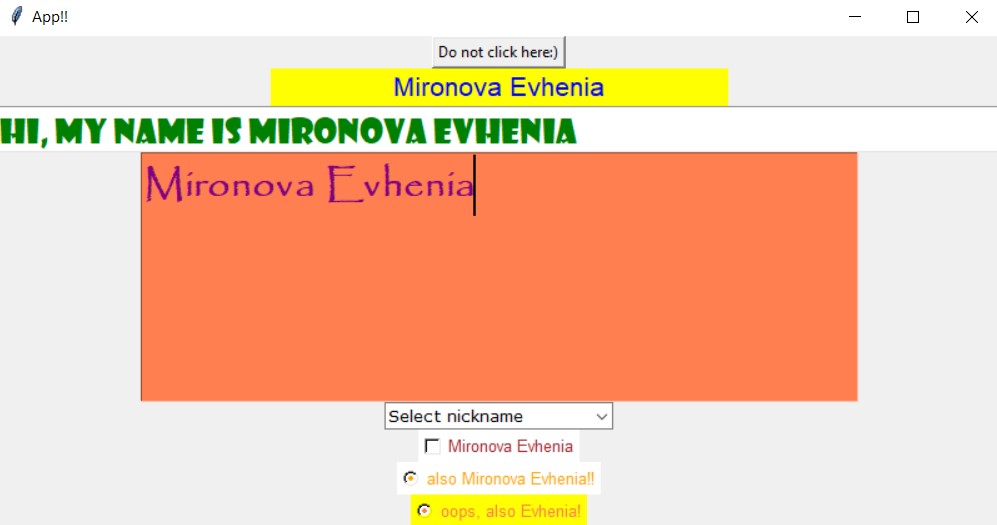 App!!
Do not click here:)
Mironova Evhenia
HI, MY NAME IS MIRONOVA EVHENIA
Mironova Evhenia
Select nickname
Mironova Evhenia
also Mironova Evhenia!!
oops, also Evhenia!